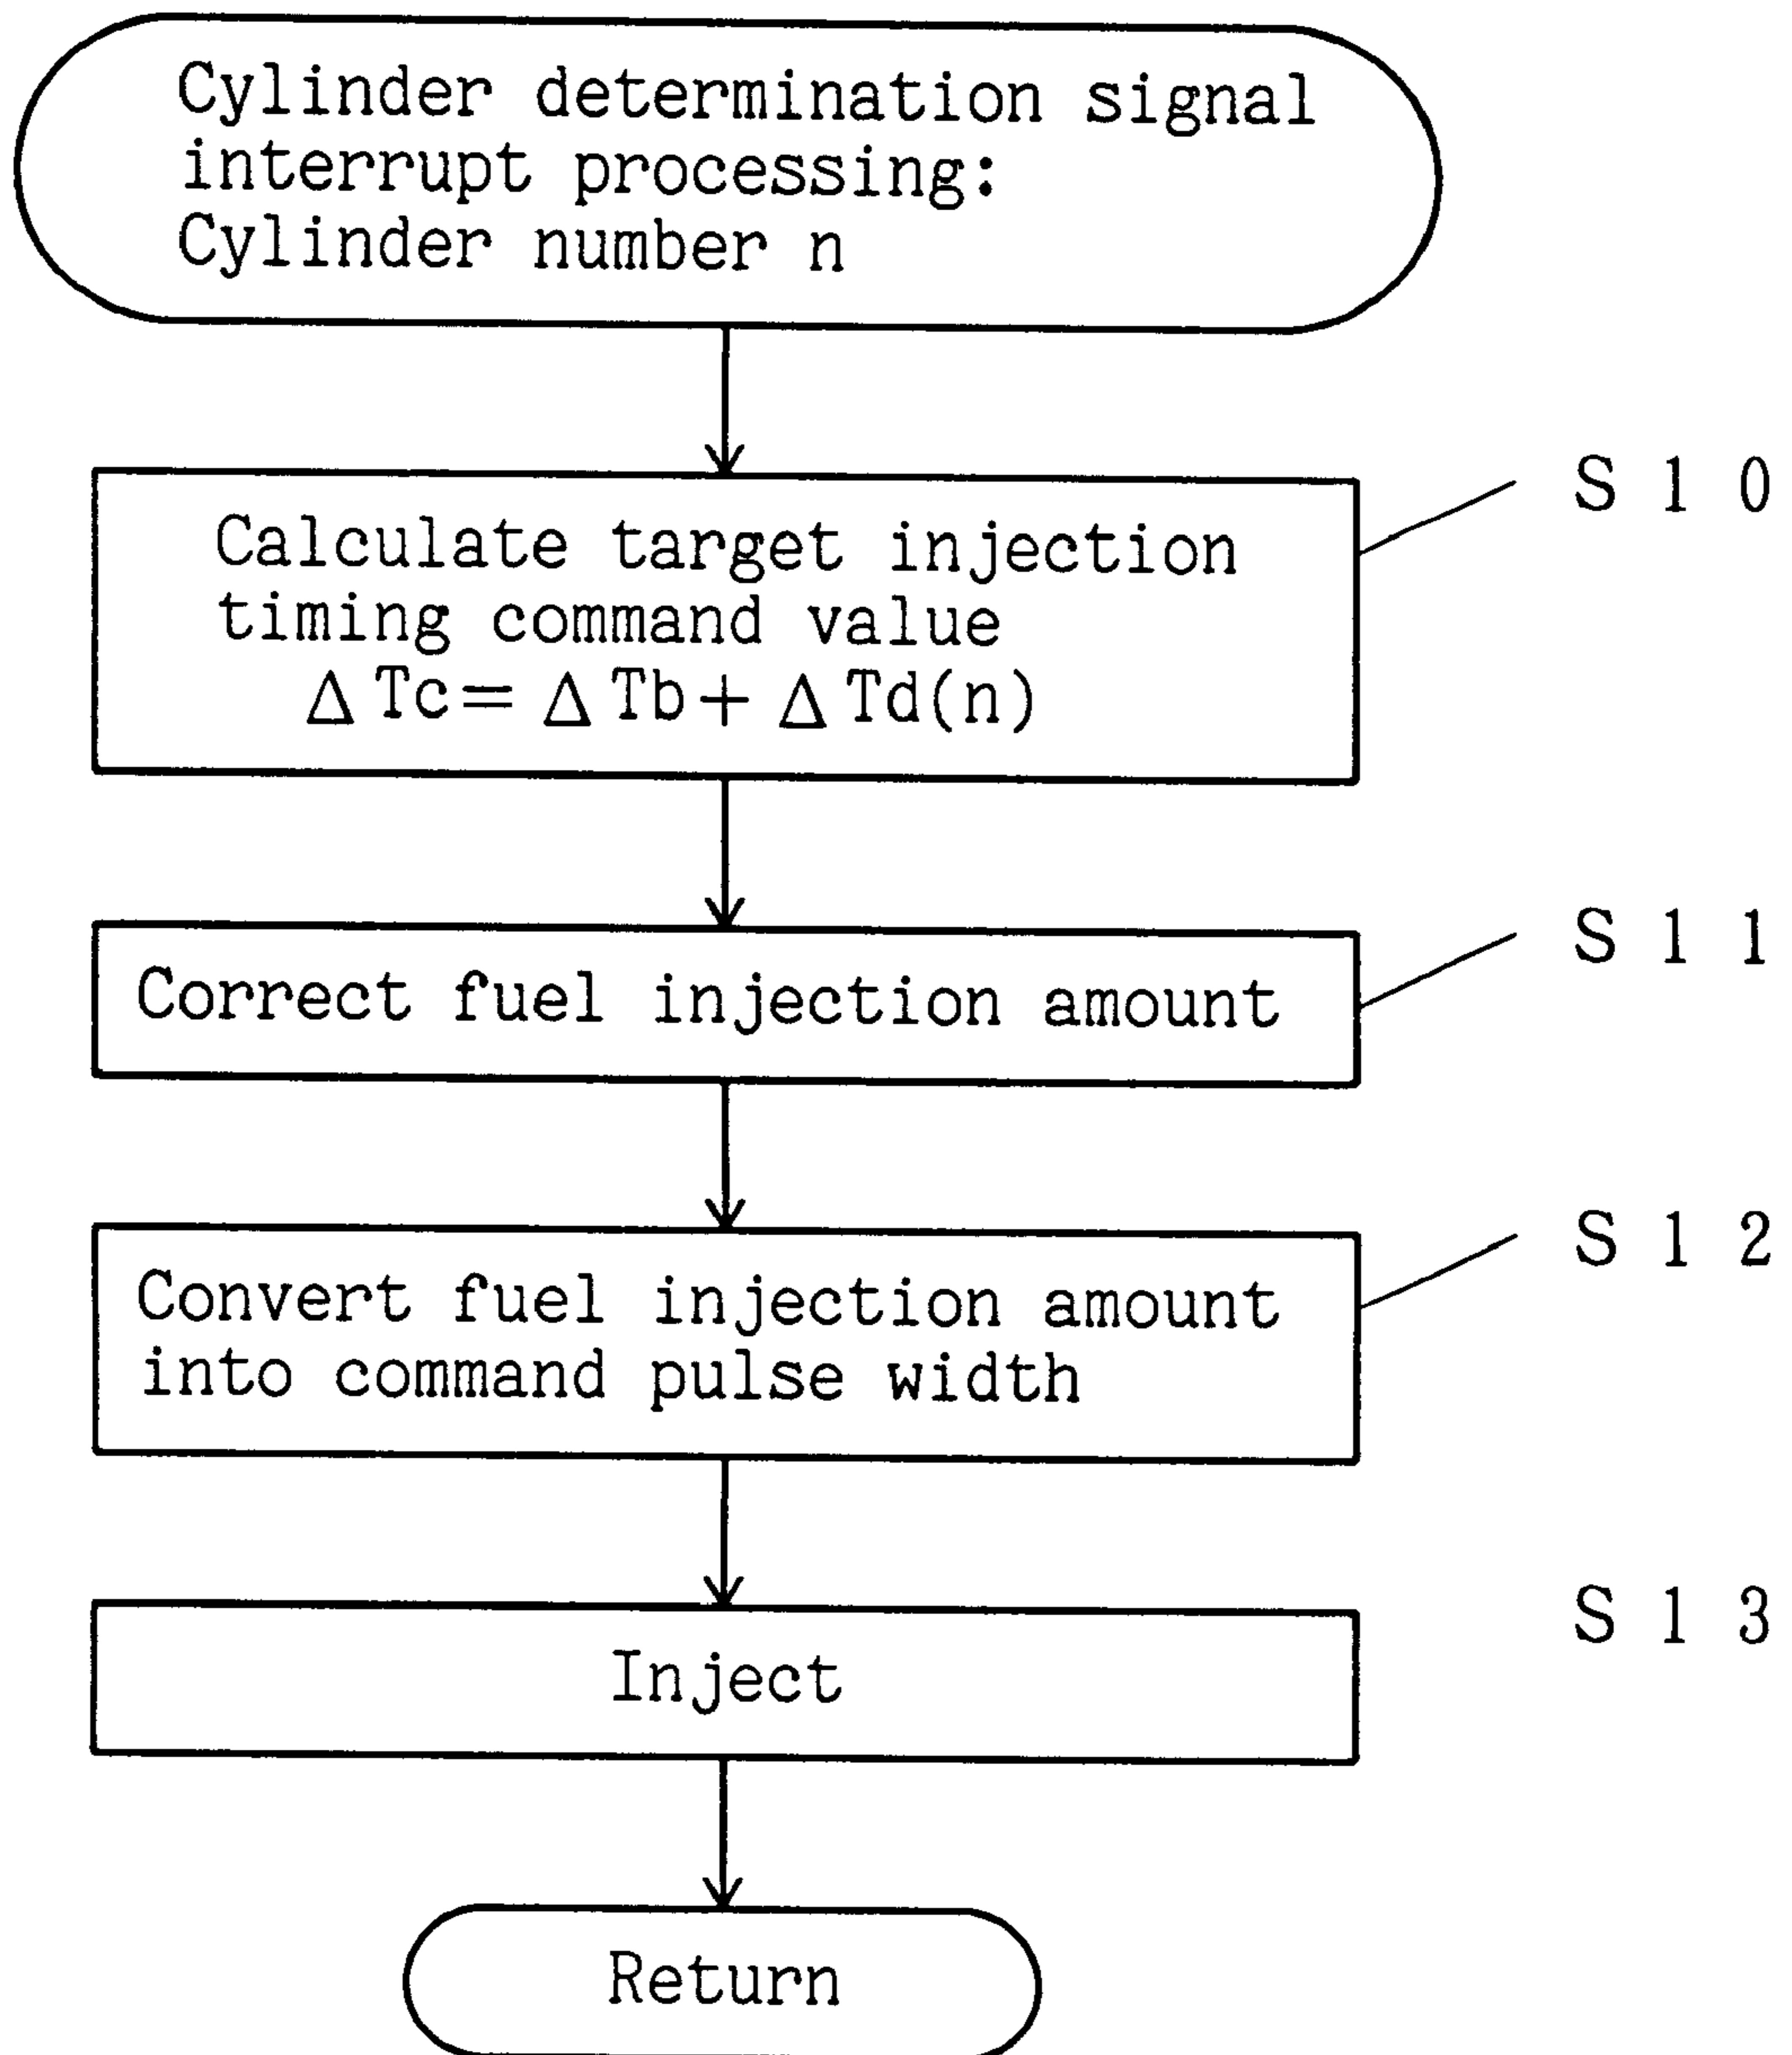 Cylinder determination signal
interrupt processing:
Cylinder number n
S10
Calculate target injection
timing command value
ΔTc=ΔTb+ΔTd(n)
S11
Correct fuel injection amount
S12
Convert fuel injection amount
into command pulse width
S13
Inject
Return